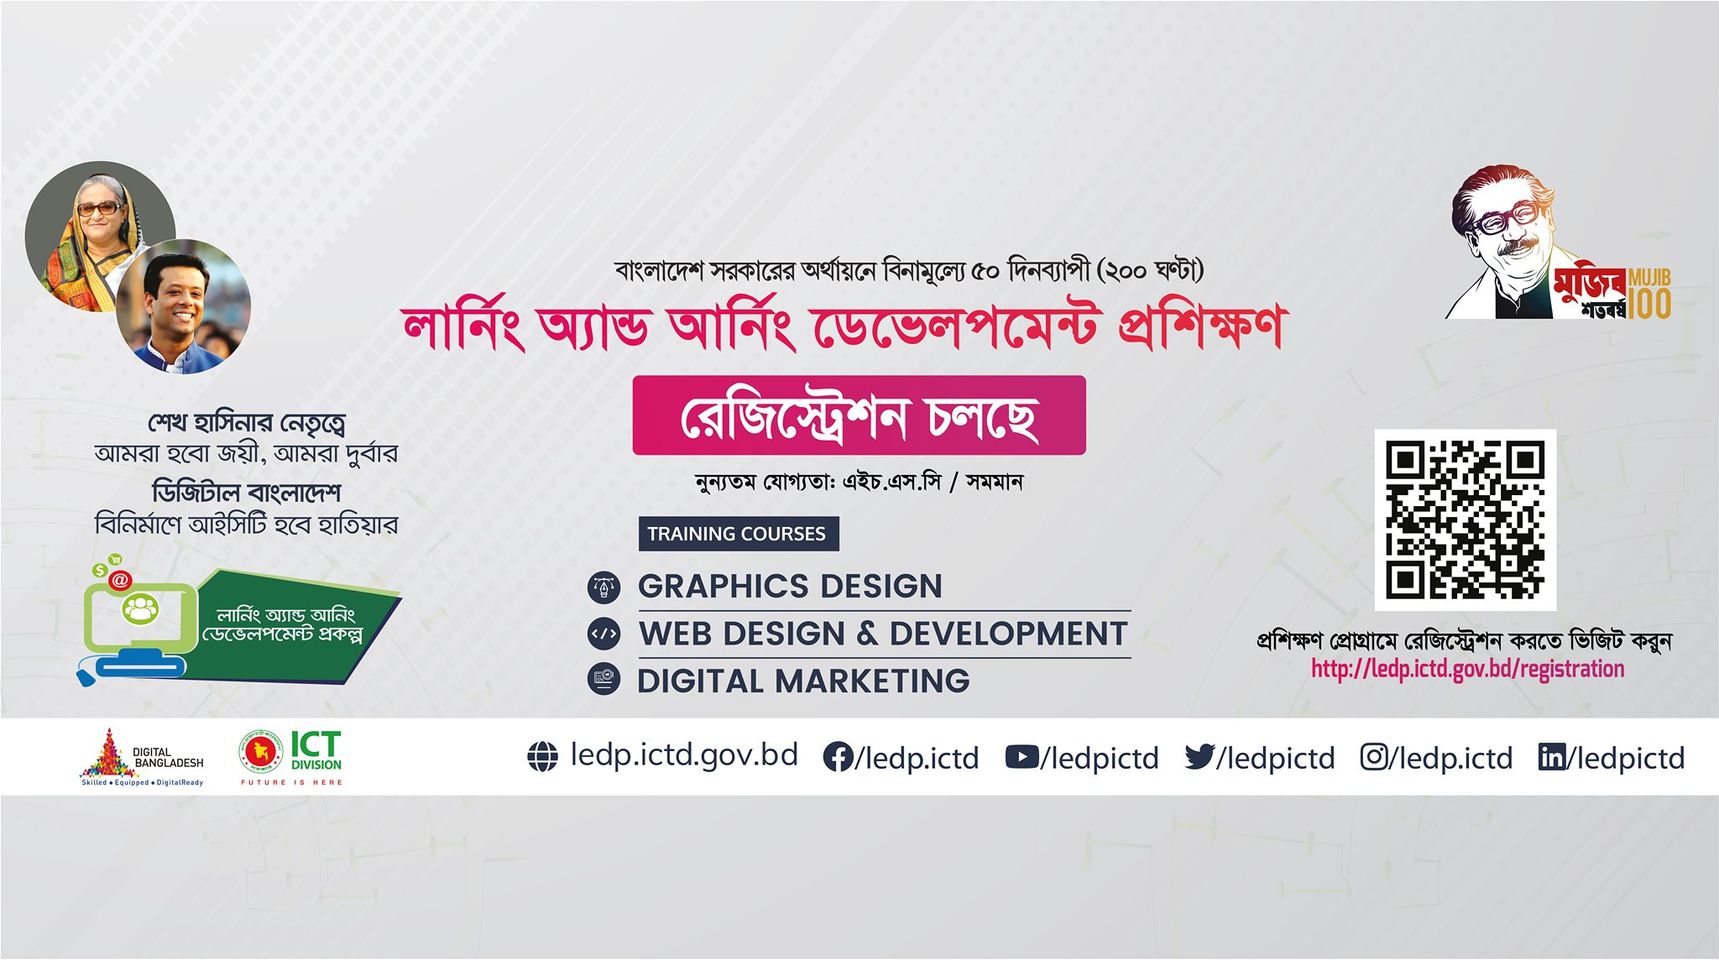 বাংলাদেশ সরকারের অর্থায়নে বিনামূল্যে ৫০ দিনব্যাপী (২০০ ঘণ্টা)
লার্নিং অ্যান্ড আর্নিং ডেভেলপমেন্ট প্রশিক্ষণ
রেজিস্ট্রেশন চলছে
নুন্যতম যোগ্যতা: এইচ.এস.সি / সমমান
TRAINING COURSES
GRAPHICS DESIGN
WEB DESIGN & DEVELOPMENT
DIGITAL MARKETING
শেখ হাসিনার নেতৃত্বে
আমরা হবো জয়ী, আমরা দুর্বার
ডিজিটাল বাংলাদেশ
বিনির্মাণে আইসিটি হবে হাতিয়ার
লার্নিং অ্যান্ড আর্নিং
ডেভেলপমেন্ট প্রকল্প
মুজিব
শতবর্ষ
MUJIB
100
প্রশিক্ষণ প্রোগ্রামে রেজিস্ট্রেশন করতে ভিজিট করুন
http://ledp.ictd.gov.bd/registration
DIGITAL
BANGLADESH
Skilled • Equipped • DigitalReady
ICT
DIVISION
FUTURE IS HERE
ledp.ictd.gov.bd
/ledp.ictd
/ledpictd
/ledpictd
/ledp.ictd
/ledpictd